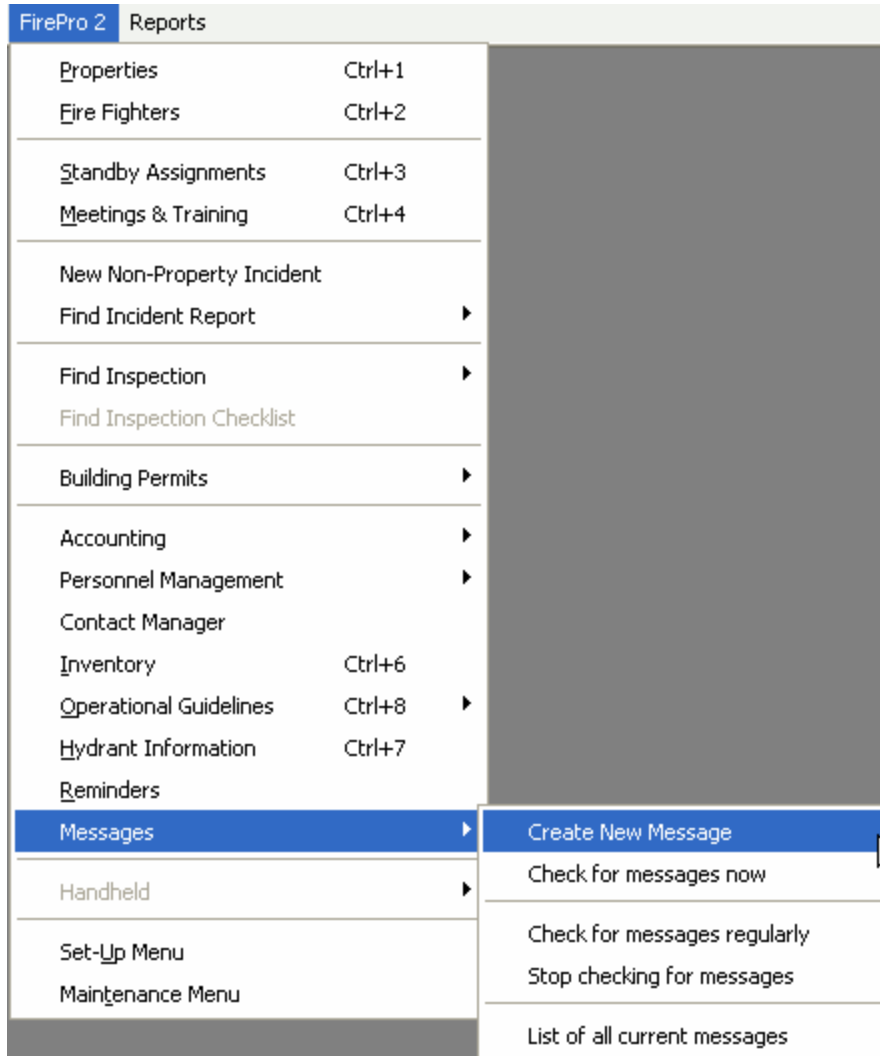 FirePro 2 Reports
Properties Ctrl+1
Fire Fighters Ctrl+2
Standby Assignments Ctrl+3
Meetings & Training Ctrl+4
New Non-Property Incident
Find Incident Report
Find Inspection
Find Inspection Checklist
Building Permits
Accounting
Personnel Management
Contact Manager
Inventory Ctrl+6
Operational Guidelines Ctrl+8
Hydrant Information Ctrl+7
Reminders
Messages
Handheld
Set-Up Menu
Maintenance Menu
Create New Message
Check for messages now
Check for messages regularly
Stop checking for messages
List of all current messages